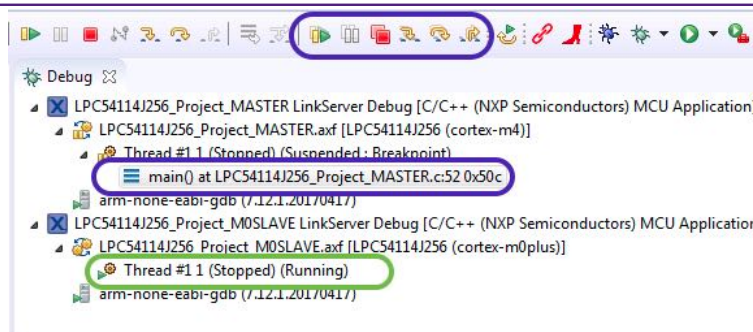 Debug
LPC54114J256_Project_MASTER LinkServer Debug [C/C++ (NXP Semiconductors) MCU Application]
LPC54114J256_Project_MASTER.axf [LPC54114J256 (cortex-m4)]
Thread #1 1 (Stopped) (Suspended : Breakpoint)
main() at LPC54114J256_Project_MASTER.c:52 0x50c
arm-none-eabi-gdb (7.12.1.20170417)
LPC54114J256_Project_M0SLAVE LinkServer Debug [C/C++ (NXP Semiconductors) MCU Application
LPC54114J256_Project_M0SLAVE.axf [LPC54114J256 (cortex-m0plus)]
Thread #1 1 (Stopped) (Running)
arm-none-eabi-gdb (7.12.1.20170417)